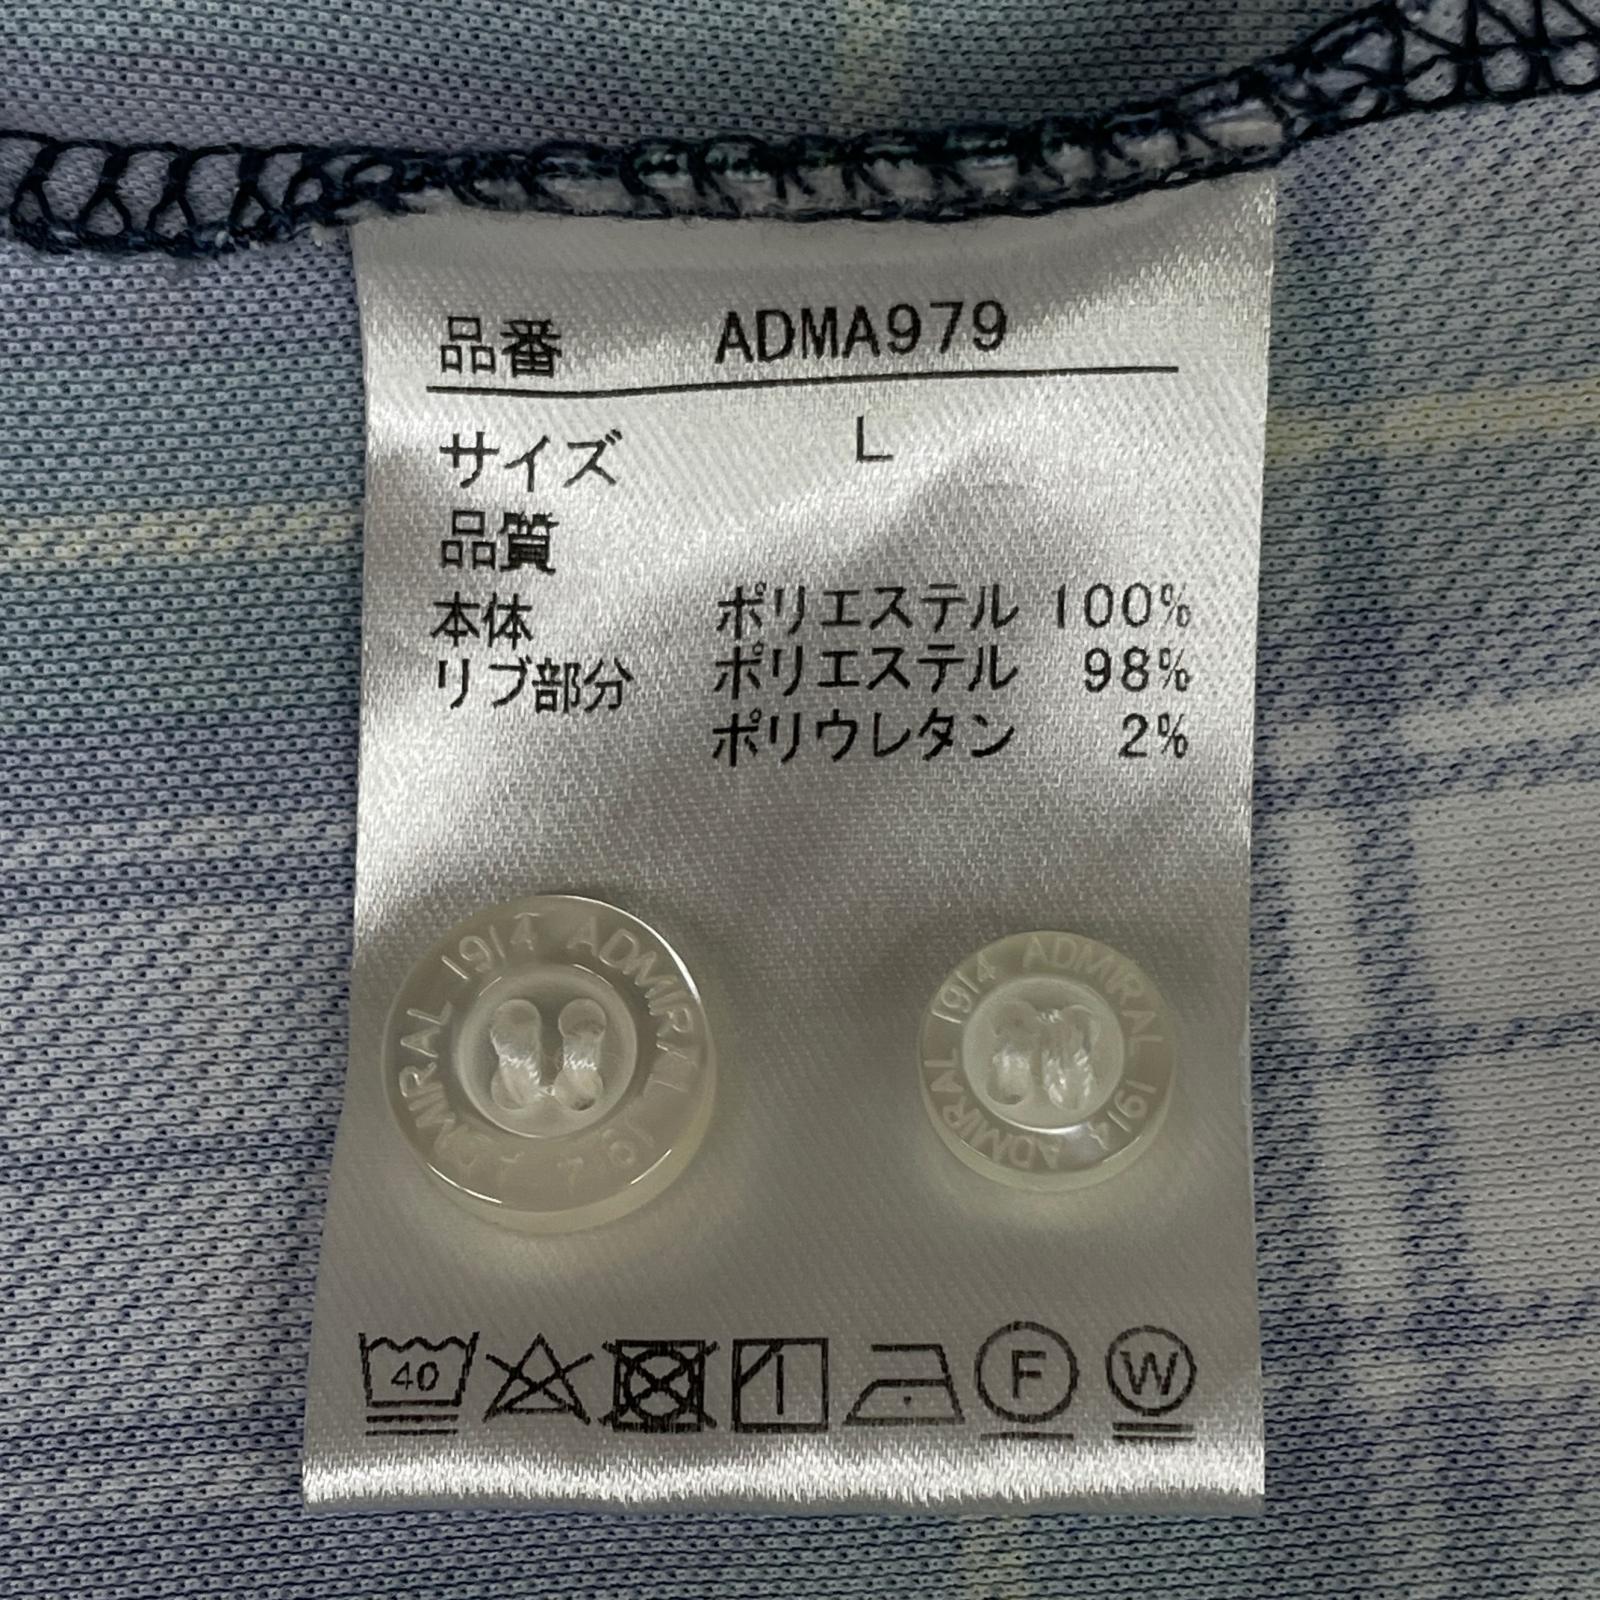 品番 ADMA979
サイズ L
品質
本体 ポリエステル 100%
リブ部分 ポリエステル 98%
ポリウレタン 2%
ADMIRAL 1914 ADMIRAL 1914
ADMIRAL 1914 ADMIRAL 1914
40 F W